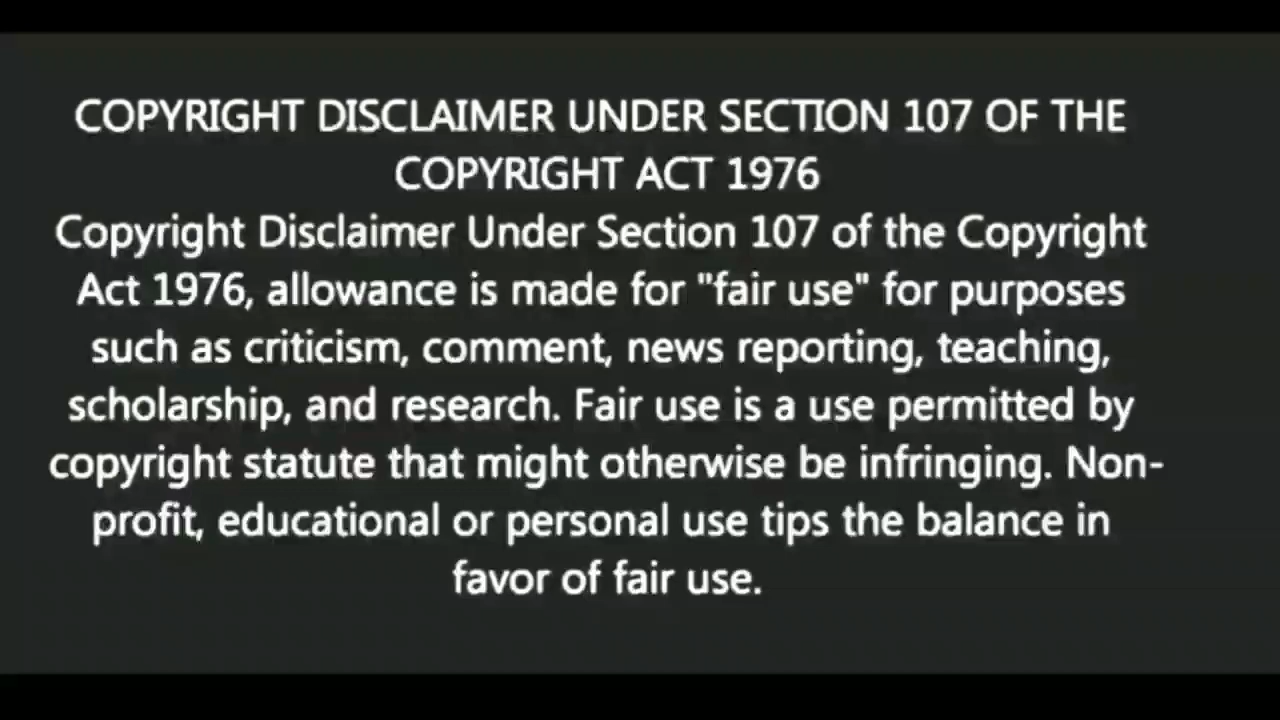 COPYRIGHT DISCLAIMER UNDER SECTION 107 OF THE
COPYRIGHT ACT 1976
Copyright Disclaimer Under Section 107 of the Copyright
Act 1976, allowance is made for "fair use" for purposes
such as criticism, comment, news reporting, teaching,
scholarship, and research. Fair use is a use permitted by
copyright statute that might otherwise be infringing. Non-
profit, educational or personal use tips the balance in
favor of fair use.